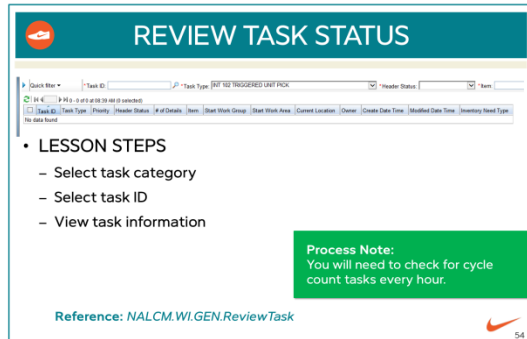 REVIEW TASK STATUS
Quick filter *Task ID: *Task Type: INT 102 TRIGGERED UNIT PICK *Header Status: *Item:
0 - 0 of 0 at 08:39 AM (0 selected)
Task ID Task Type Priority Header Status # of Details Item Start Work Group Start Work Area Current Location Owner Create Date Time Modified Date Time Inventory Need Type
No data found
• LESSON STEPS
– Select task category
– Select task ID
– View task information
Process Note:
You will need to check for cycle
count tasks every hour.
Reference: NALCM.WI.GEN.ReviewTask
54